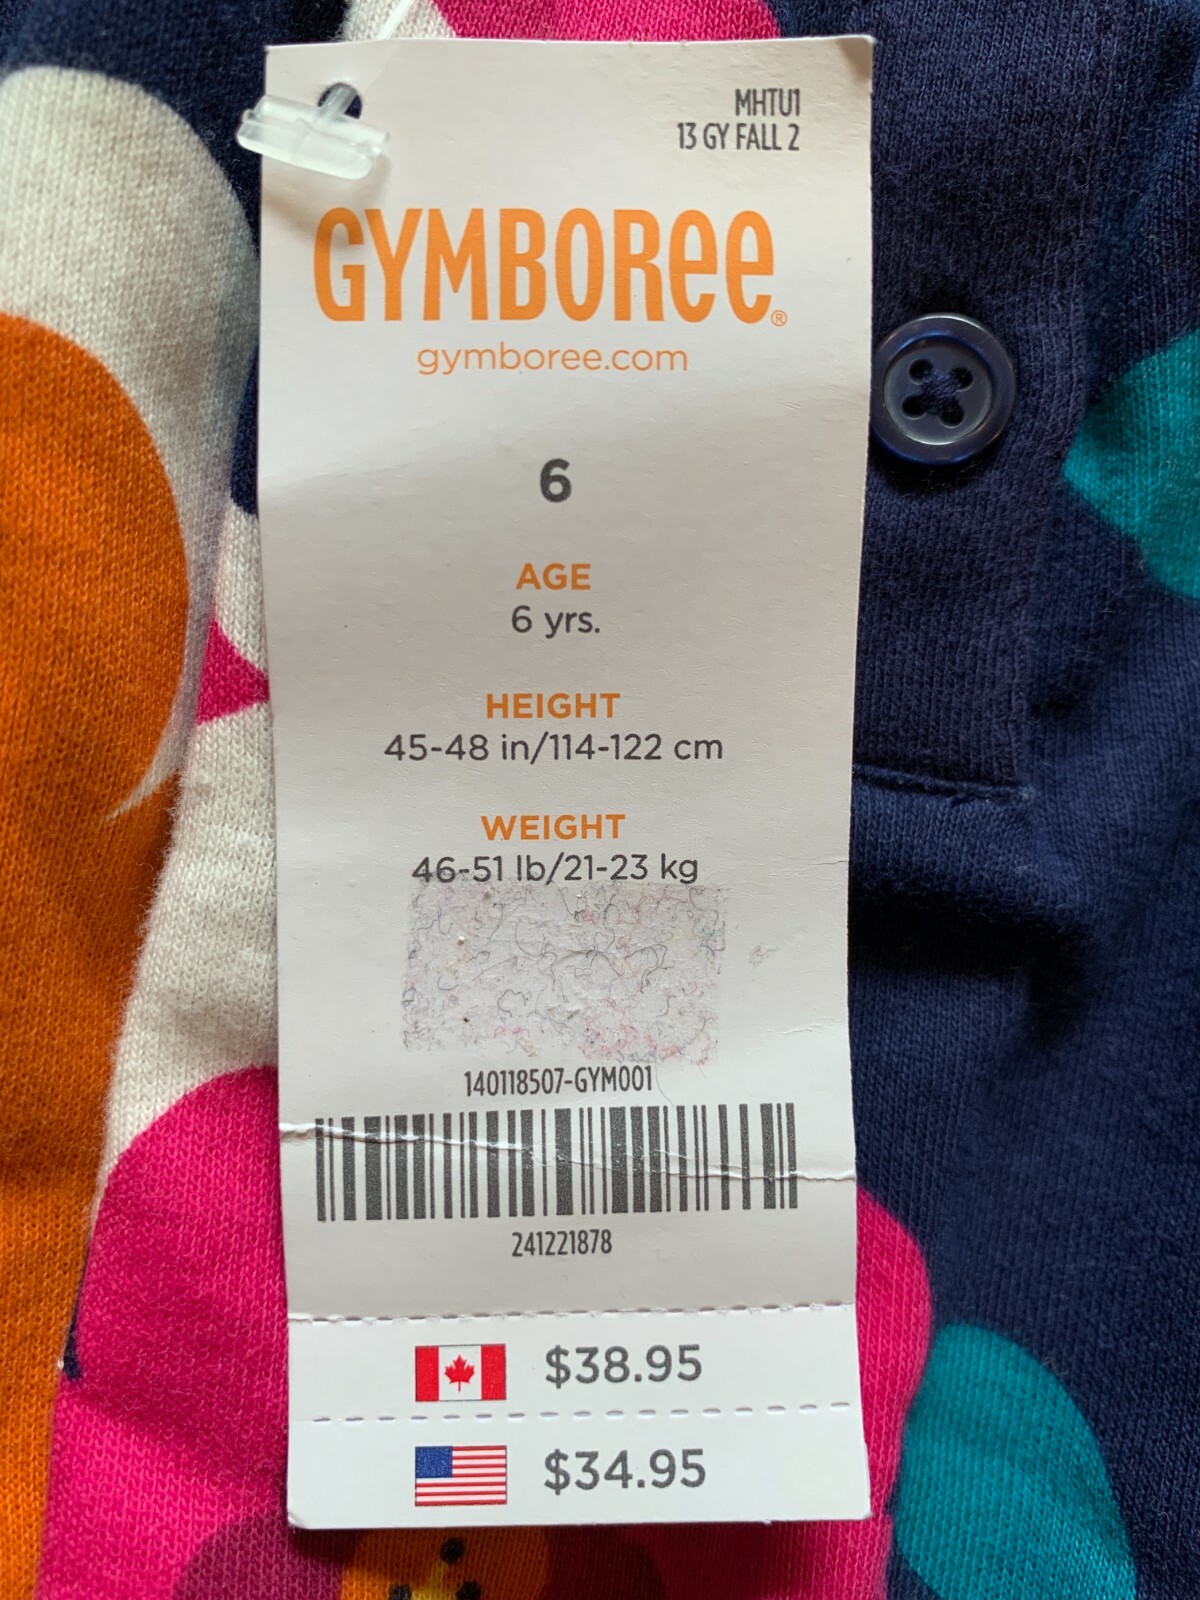 MHTU1
13 GY FALL 2
GYMBOREE®
gymboree.com
6
AGE
6 yrs.
HEIGHT
45-48 in/114-122 cm
WEIGHT
46-51 lb/21-23 kg
140118507-GYM001
241221878
$38.95
$34.95